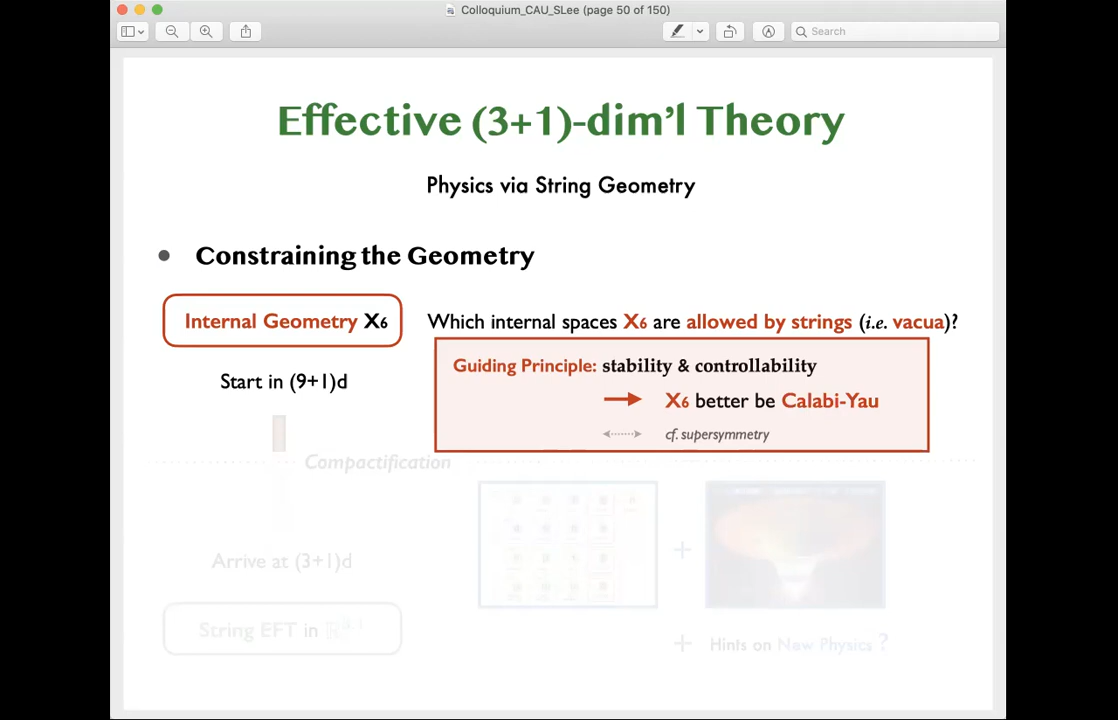 Colloquium_CAU_SLee (page 50 of 150)
Search
Effective (3+1)-dim'l Theory
Physics via String Geometry
• Constraining the Geometry
Internal Geometry X6
Which internal spaces X6 are allowed by strings (i.e. vacua)?
Guiding Principle: stability & controllability
Start in (9+1)d
X6 better be Calabi-Yau
cf. supersymmetry
Compactification
+
Arrive at (3+1)d
String EFT in
+ Hints on New Physics ?